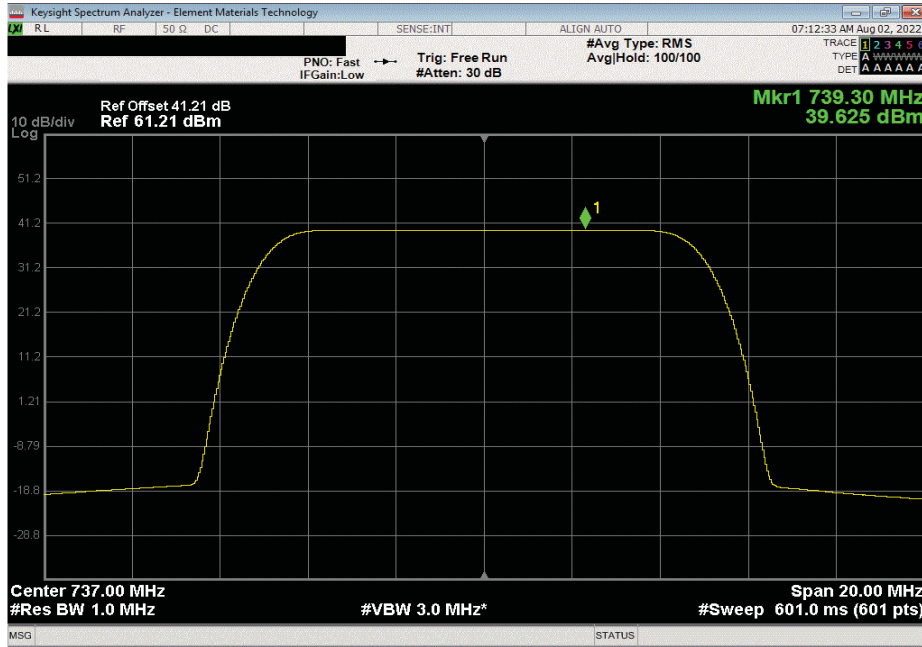 Keysight Spectrum Analyzer - Element Materials Technology
LXI RL RF 50 Ω DC SENSE:INT ALIGN AUTO 07:12:33 AM Aug 02, 2022
#Avg Type: RMS TRACE 1 2 3 4 5 6
PNO: Fast Trig: Free Run Avg|Hold: 100/100 TYPE A WWWWW
IFGain:Low #Atten: 30 dB DET A A A A A A
Mkr1 739.30 MHz
39.625 dBm
Ref Offset 41.21 dB
10 dB/div Ref 61.21 dBm
Log
51.2
41.2
1
31.2
21.2
11.2
1.21
-8.79
-18.8
-28.8
Center 737.00 MHz Span 20.00 MHz
#Res BW 1.0 MHz #VBW 3.0 MHz* #Sweep 601.0 ms (601 pts)
MSG STATUS